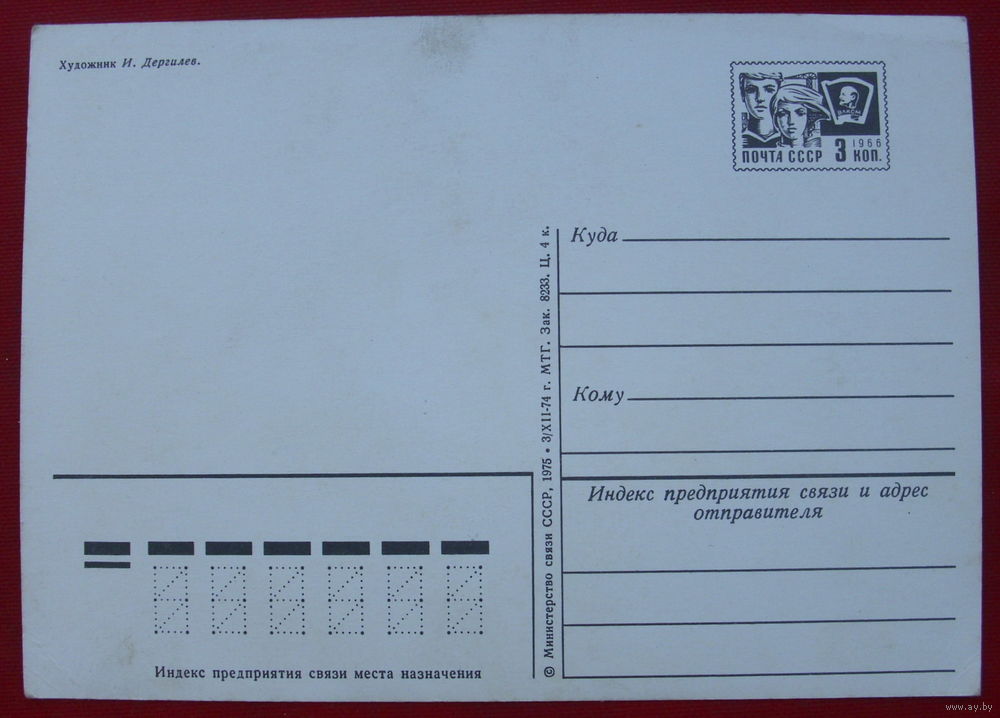 Художник И. Дергилев.
ВЛКСМ
1966
ПОЧТА СССР 3 КОП.
Куда
Кому
Индекс предприятия связи и адрес
отправителя
© Министерство связи СССР, 1975 • 3/XII-74 г. МТГ. Зак. 8233. Ц. 4 к.
Индекс предприятия связи места назначения
www.ay.by